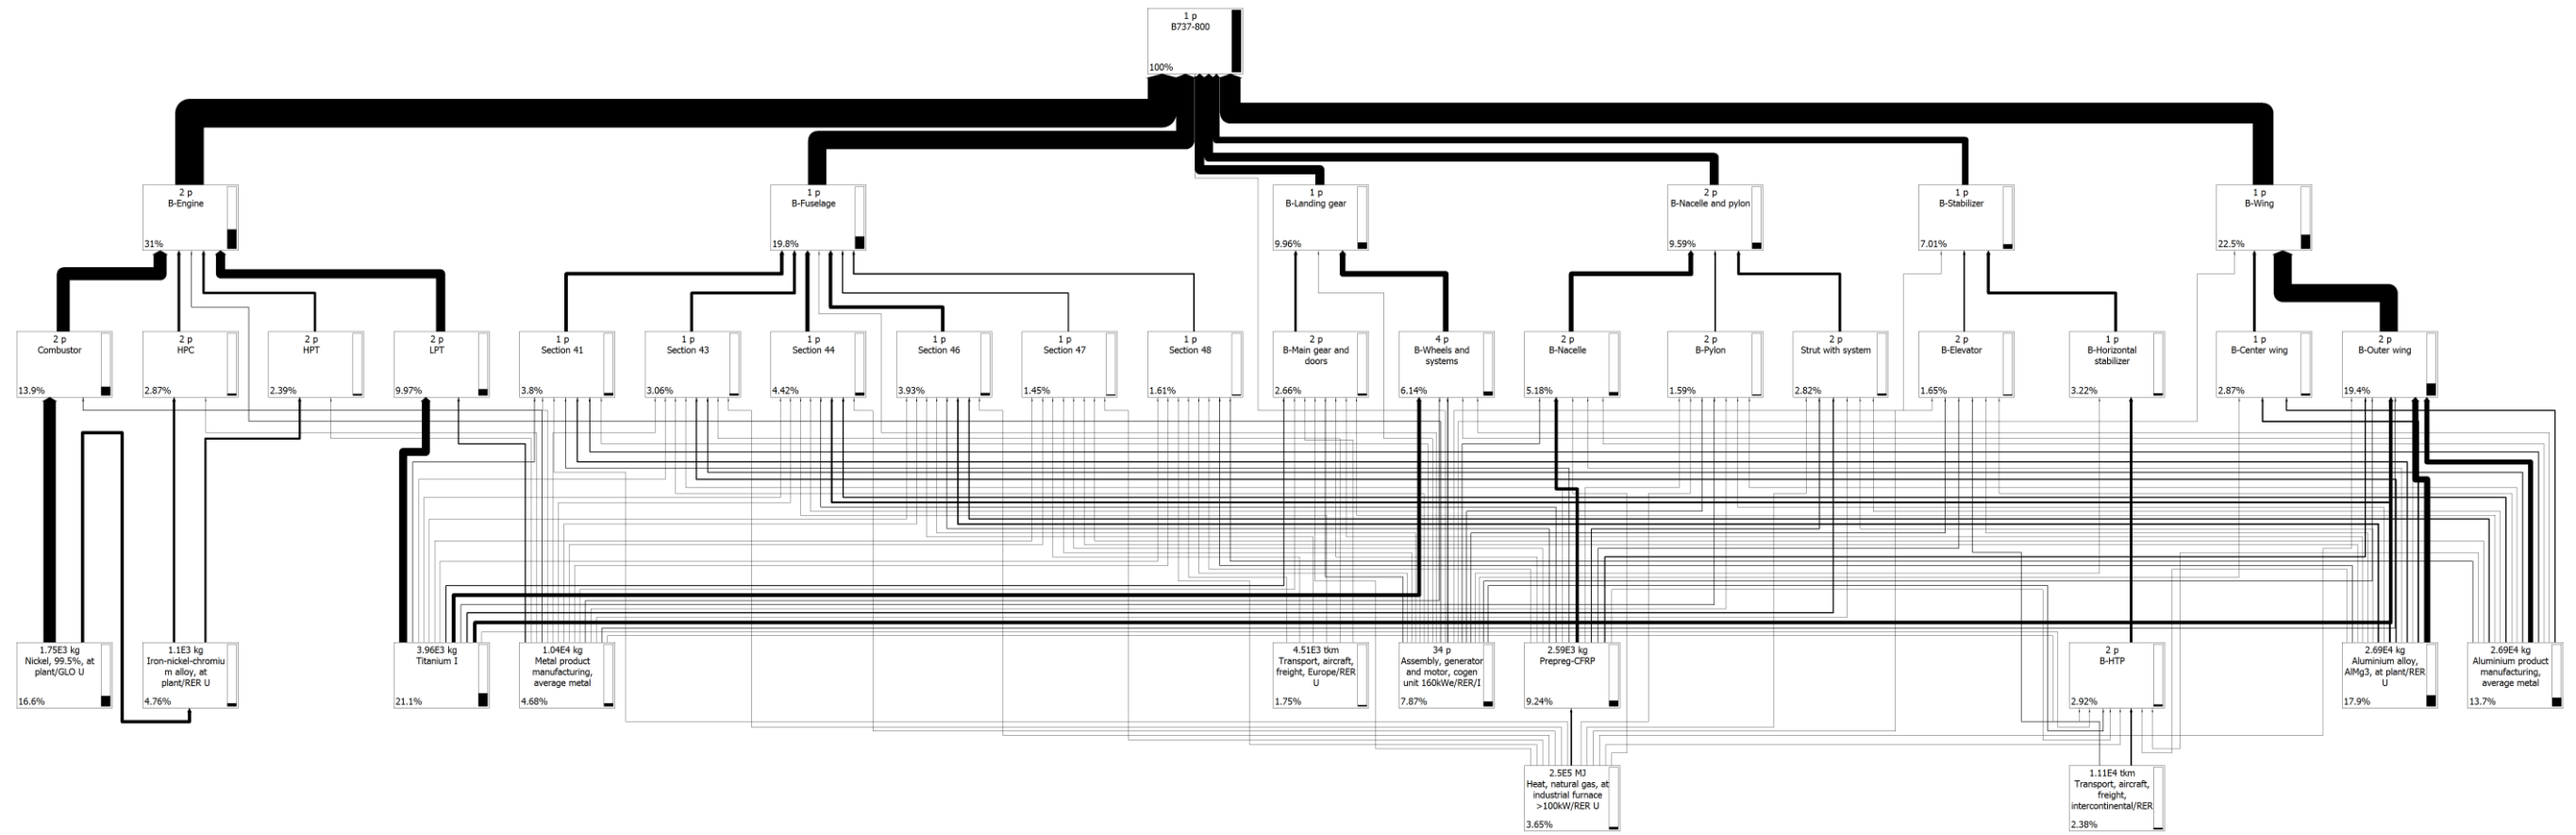 1 p
B737-800
100%
2 p
B-Engine
31%
1 p
B-Fuselage
19.8%
1 p
B-Landing gear
9.96%
2 p
B-Nacelle and pylon
9.59%
1 p
B-Stabilizer
7.01%
1 p
B-Wing
22.5%
2 p
Combustor
13.9%
2 p
HPC
2.87%
2 p
HPT
2.39%
2 p
LPT
9.97%
1 p
Section 41
3.8%
1 p
Section 43
3.06%
1 p
Section 44
4.42%
1 p
Section 46
3.93%
1 p
Section 47
1.45%
1 p
Section 48
1.61%
2 p
B-Main gear and
doors
2.66%
4 p
B-Wheels and
systems
6.14%
2 p
B-Nacelle
5.18%
2 p
B-Pylon
1.59%
2 p
Strut with system
2.82%
2 p
B-Elevator
1.65%
1 p
B-Horizontal
stabilizer
3.22%
1 p
B-Center wing
2.87%
2 p
B-Outer wing
19.4%
1.75E3 kg
Nickel, 99.5%, at
plant/GLO U
16.6%
1.1E3 kg
Iron-nickel-chromiu
m alloy, at
plant/RER U
4.76%
3.96E3 kg
Titanium I
21.1%
1.04E4 kg
Metal product
manufacturing,
average metal
4.68%
4.51E3 tkm
Transport, aircraft,
freight, Europe/RER
U
1.75%
34 p
Assembly, generator
and motor, cogen
unit 160kWe/RER/I
7.87%
2.59E3 kg
Prepreg-CFRP
9.24%
2 p
B-HTP
2.92%
2.69E4 kg
Aluminium alloy,
AlMg3, at plant/RER
U
17.9%
2.69E4 kg
Aluminium product
manufacturing,
average metal
13.7%
2.5E5 MJ
Heat, natural gas, at
industrial furnace
>100kW/RER U
3.65%
1.11E4 tkm
Transport, aircraft,
freight,
intercontinental/RER
2.38%